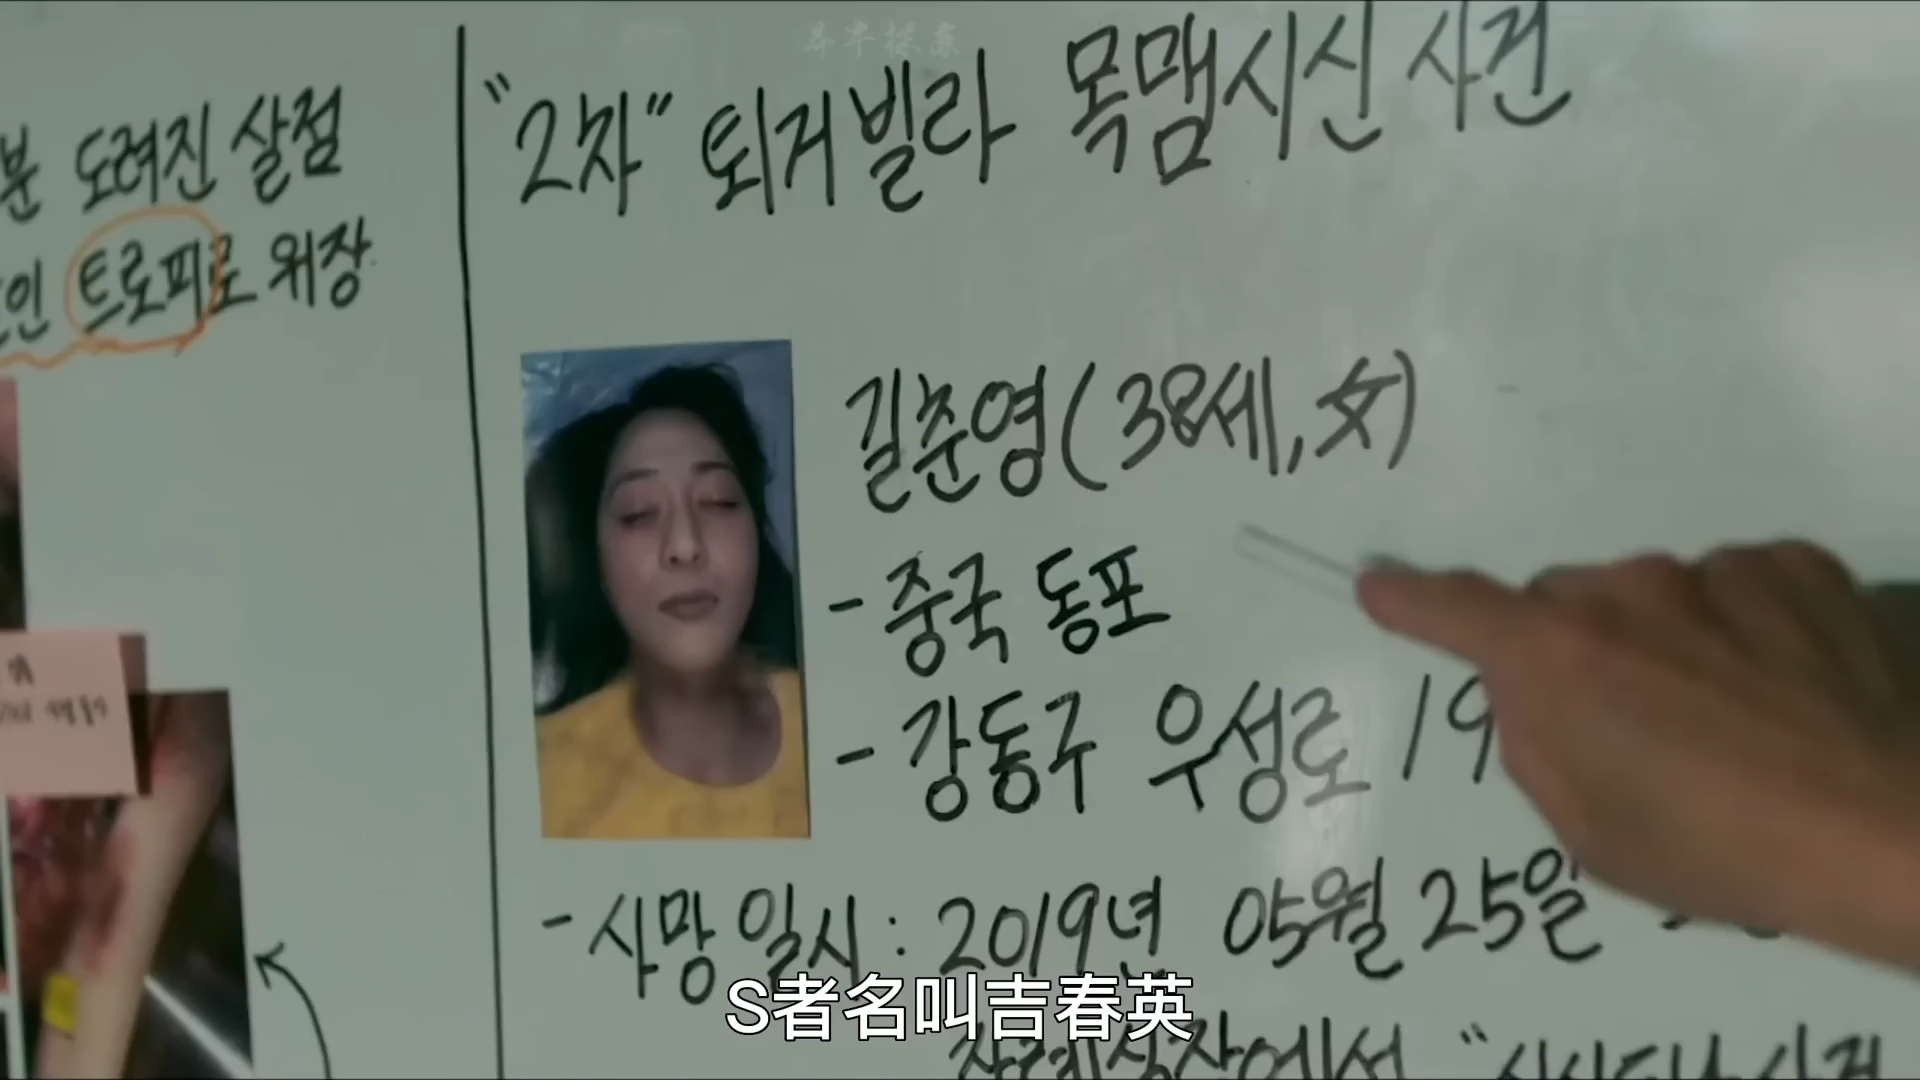 분 도려진 살점
인 트로피로 위장
"2차" 퇴거빌라 목맴시신 사건
길춘영(38세, 女)
- 중국 동포
- 강동구 우성로 19
- 사망 일시 : 2019년 05월 25일
S者名叫吉春英